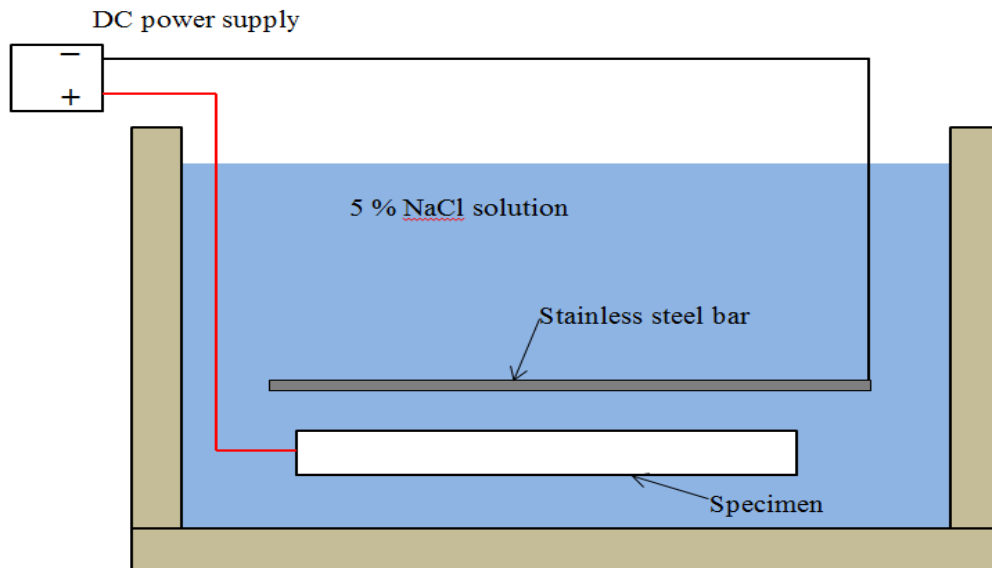 DC power supply
−
+
5 % NaCl solution
Stainless steel bar
Specimen